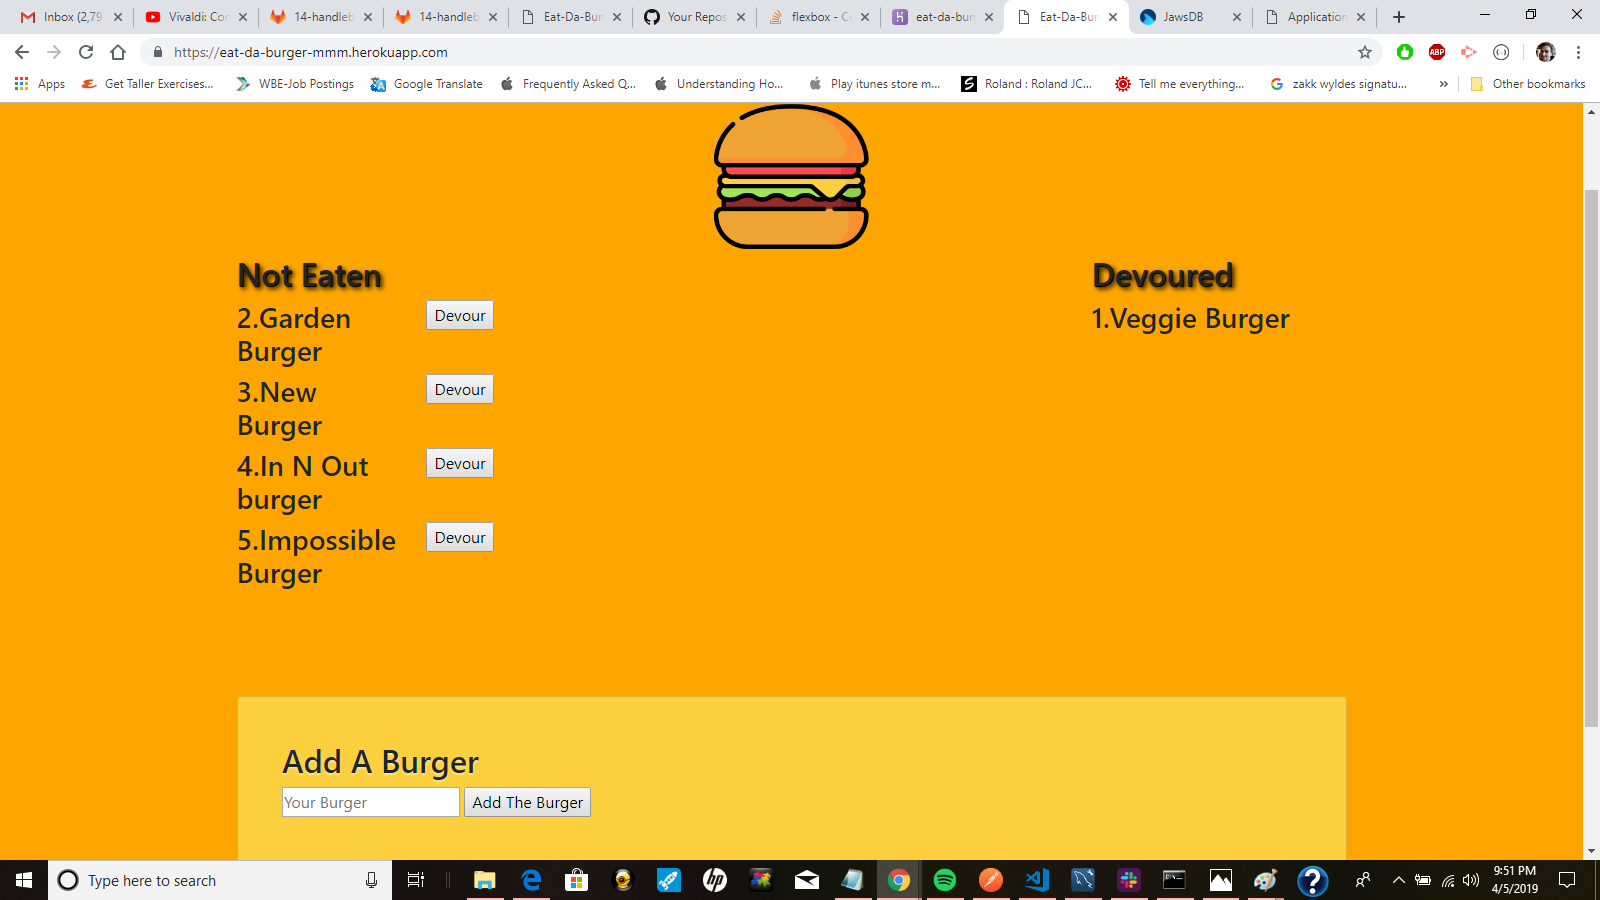 Inbox (2,79
Vivaldi: Con
14-handleb
14-handleb
Eat-Da-Bur
Your Repos
flexbox - C
eat-da-bur
Eat-Da-Bur
JawsDB
Application
https://eat-da-burger-mmm.herokuapp.com
ABP
Apps
Get Taller Exercises...
WBE-Job Postings
Google Translate
Frequently Asked Q...
Understanding Ho...
Play itunes store m...
Roland : Roland JC...
Tell me everything...
zakk wyldes signatu...
»
Other bookmarks
Not Eaten
2.Garden
Burger
Devour
3.New
Burger
Devour
4.In N Out
burger
Devour
5.Impossible
Burger
Devour
Devoured
1.Veggie Burger
Add A Burger
Your Burger
Add The Burger
Type here to search
9:51 PM
4/5/2019